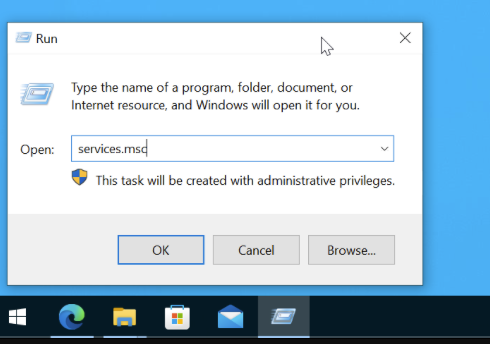 Run
Type the name of a program, folder, document, or
Internet resource, and Windows will open it for you.
Open: services.msc
This task will be created with administrative privileges.
OK Cancel Browse...